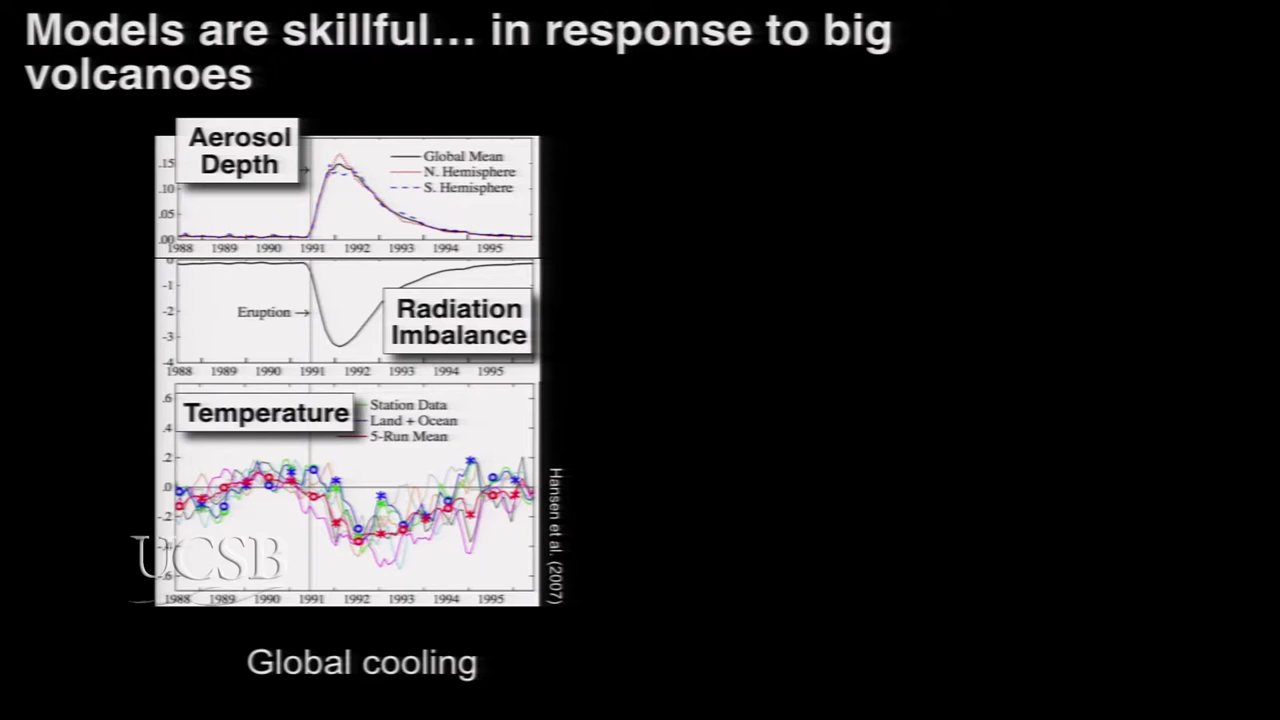 Models are skillful... in response to big
volcanoes
Aerosol
Depth
Global Mean
N. Hemisphere
S. Hemisphere
.15
.10
.05
.00
1988 1989 1990 1991 1992 1993 1994 1995
0
-1
-2
-3
-4
Eruption →
Radiation
Imbalance
1988 1989 1990 1991 1992 1993 1994 1995
Temperature
Station Data
Land + Ocean
5-Run Mean
.6
.4
.2
.0
-.2
1988 1989 1990 1991 1992 1993 1994 1995
UCSB
Hansen et al. (2007)
Global cooling